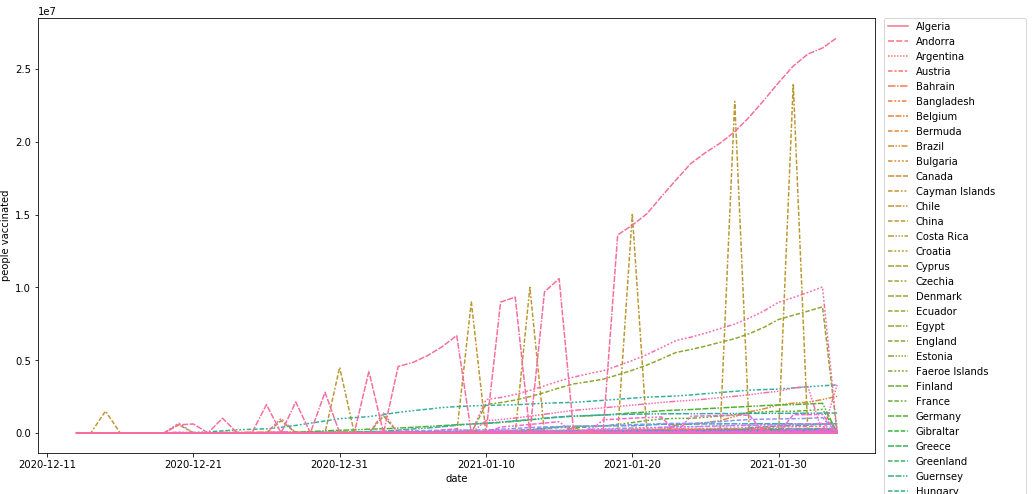 1e7
2.5
2.0
1.5
1.0
0.5
0.0
people vaccinated
2020-12-11 2020-12-21 2020-12-31 2021-01-10 2021-01-20 2021-01-30
date
Algeria
Andorra
Argentina
Austria
Bahrain
Bangladesh
Belgium
Bermuda
Brazil
Bulgaria
Canada
Cayman Islands
Chile
China
Costa Rica
Croatia
Cyprus
Czechia
Denmark
Ecuador
Egypt
England
Estonia
Faeroe Islands
Finland
France
Germany
Gibraltar
Greece
Greenland
Guernsey
Hungary